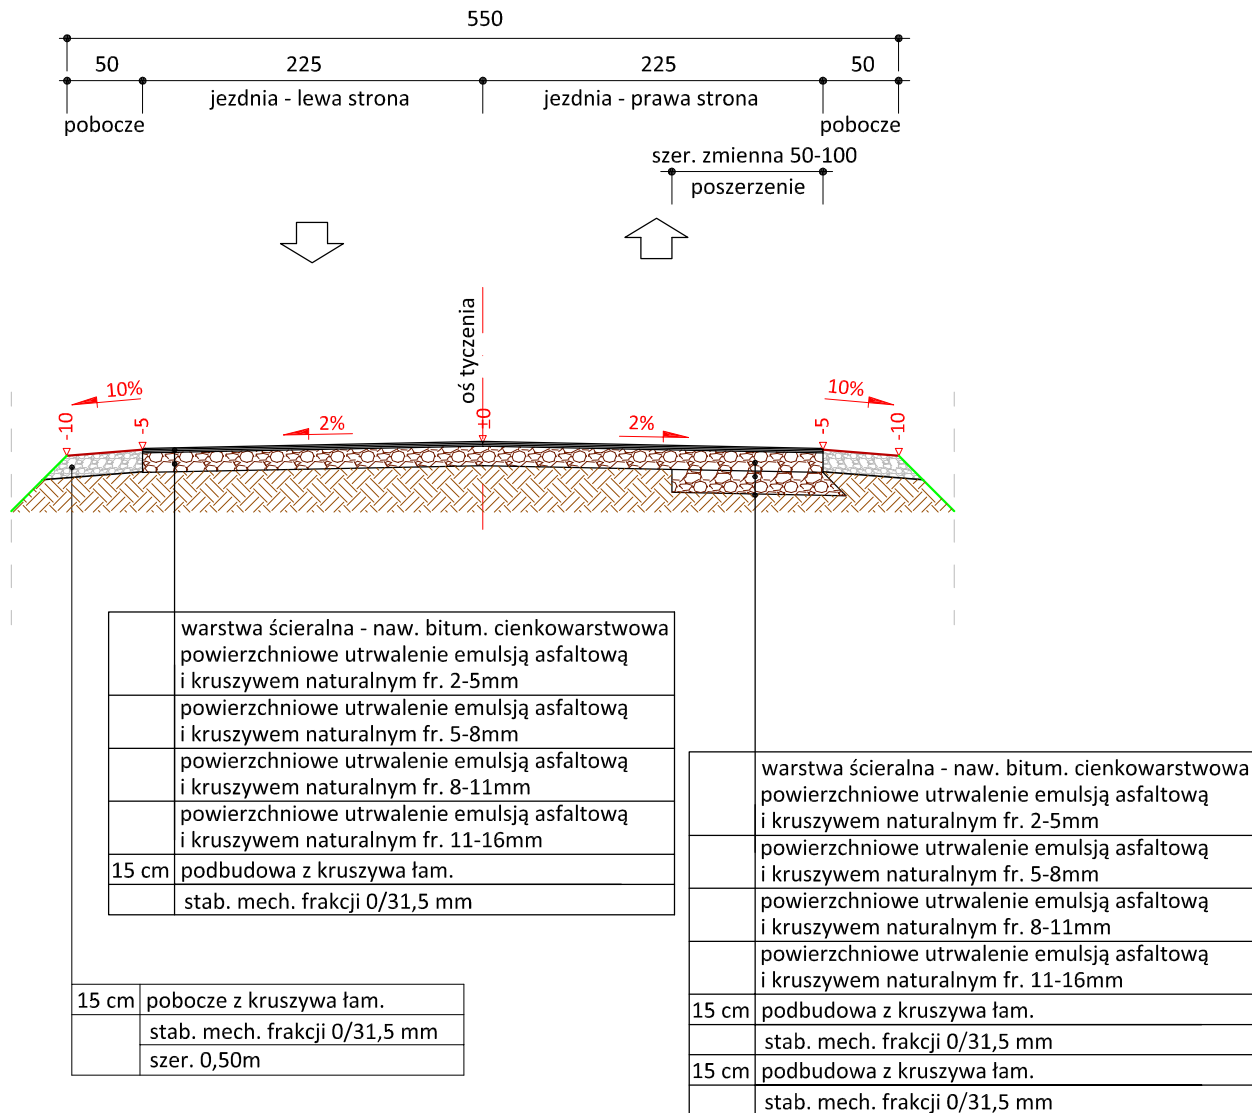 550
50
225
225
50
jezdnia - lewa strona
jezdnia - prawa strona
pobocze
pobocze
szer. zmienna 50-100
poszerzenie
oś tyczenia
10%
10%
-10
-5
2%
±0
2%
-5
-10
warstwa ścieralna - naw. bitum. cienkowarstwowa
powierzchniowe utrwalenie emulsją asfaltową
i kruszywem naturalnym fr. 2-5mm
powierzchniowe utrwalenie emulsją asfaltową
i kruszywem naturalnym fr. 5-8mm
powierzchniowe utrwalenie emulsją asfaltową
i kruszywem naturalnym fr. 8-11mm
powierzchniowe utrwalenie emulsją asfaltową
i kruszywem naturalnym fr. 11-16mm
15 cm podbudowa z kruszywa łam.
stab. mech. frakcji 0/31,5 mm
warstwa ścieralna - naw. bitum. cienkowarstwowa
powierzchniowe utrwalenie emulsją asfaltową
i kruszywem naturalnym fr. 2-5mm
powierzchniowe utrwalenie emulsją asfaltową
i kruszywem naturalnym fr. 5-8mm
powierzchniowe utrwalenie emulsją asfaltową
i kruszywem naturalnym fr. 8-11mm
powierzchniowe utrwalenie emulsją asfaltową
i kruszywem naturalnym fr. 11-16mm
15 cm podbudowa z kruszywa łam.
stab. mech. frakcji 0/31,5 mm
15 cm podbudowa z kruszywa łam.
stab. mech. frakcji 0/31,5 mm
15 cm pobocze z kruszywa łam.
stab. mech. frakcji 0/31,5 mm
szer. 0,50m